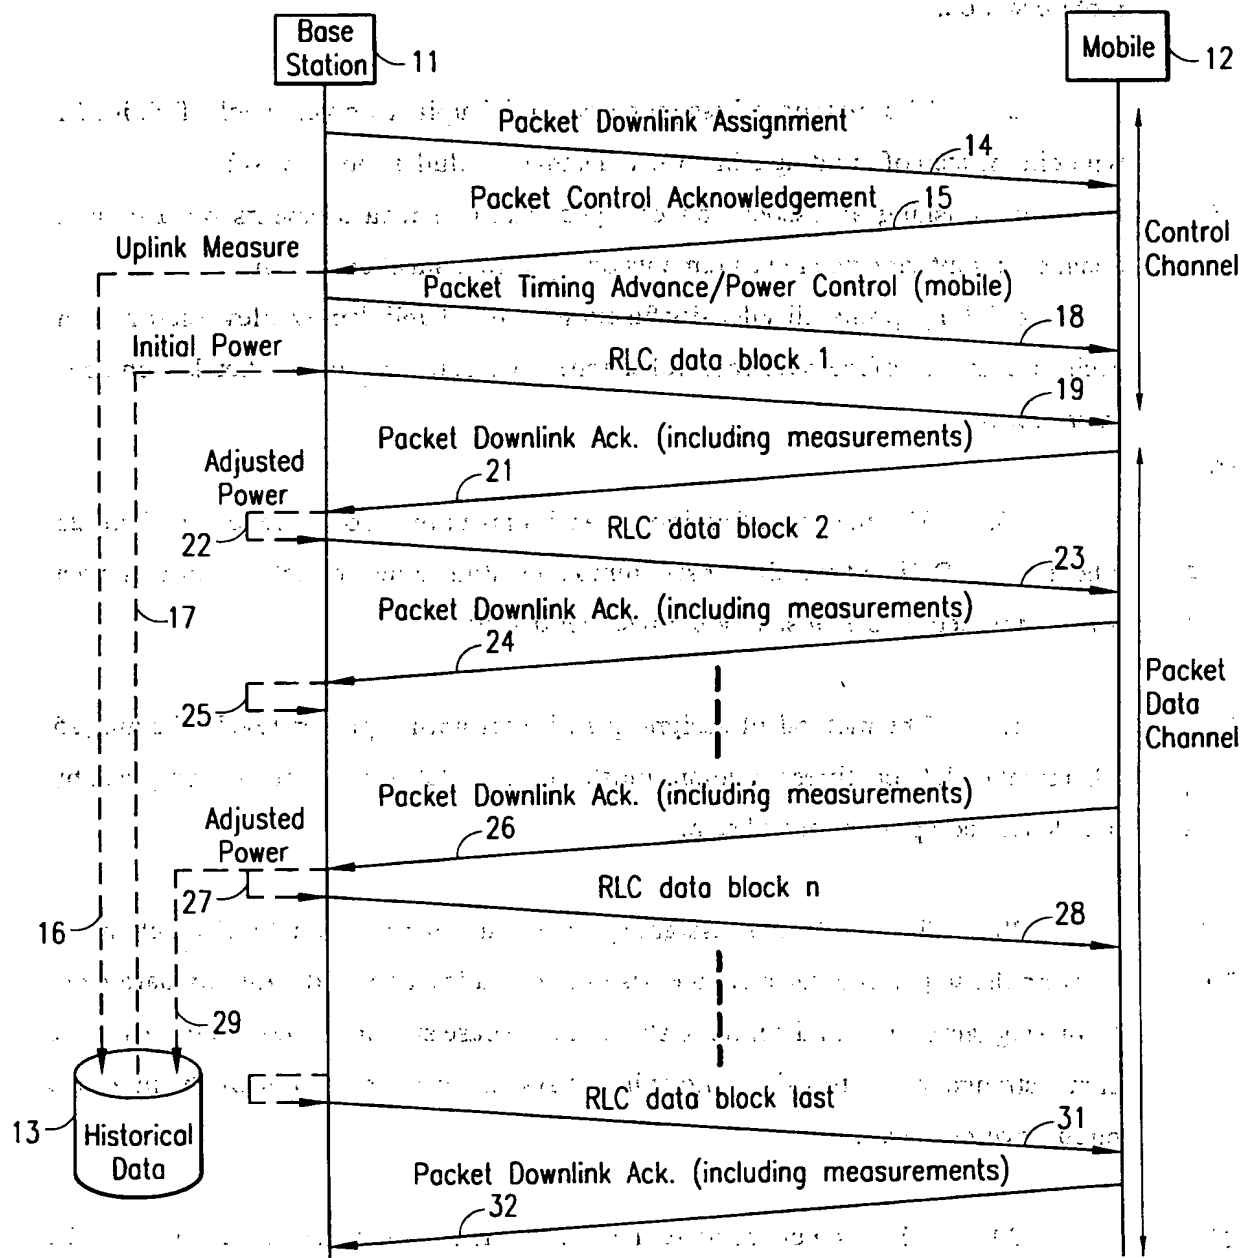 Base
Station
11
Mobile
12
Packet Downlink Assignment
14
Packet Control Acknowledgement
15
Uplink Measure
Control
Channel
Packet Timing Advance/Power Control (mobile)
18
Initial Power
RLC data block 1
19
Packet Downlink Ack. (including measurements)
Adjusted
Power
21
22
RLC data block 2
23
17
Packet Downlink Ack. (including measurements)
24
25
Packet
Data
Channel
Packet Downlink Ack. (including measurements)
Adjusted
Power
26
27
RLC data block n
28
16
29
RLC data block last
31
13
Historical
Data
Packet Downlink Ack. (including measurements)
32